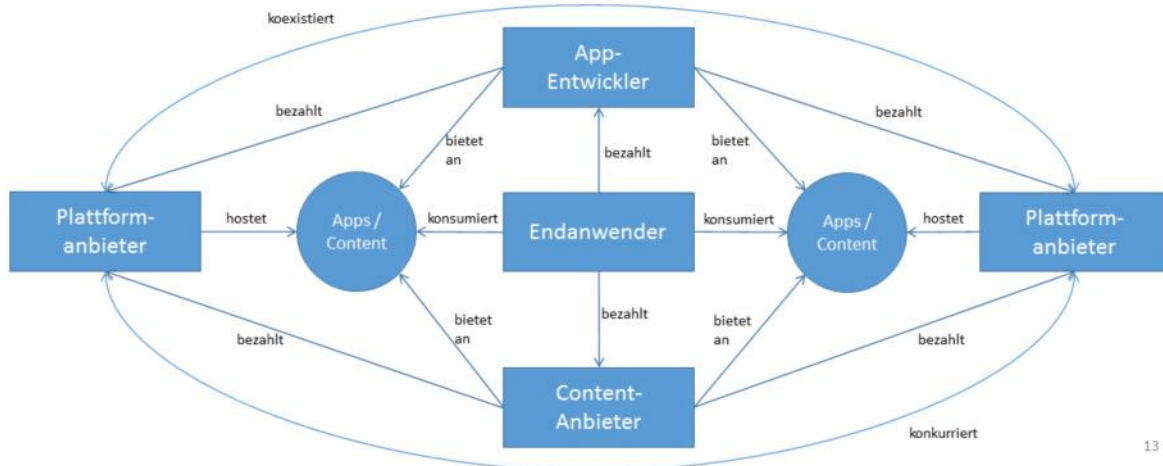 koexistiert
App-
Entwickler
bezahlt
bezahlt
bietet
an
bezahlt
bietet
an
Plattform-
anbieter
hostet
Apps /
Content
konsumiert
Endanwender
konsumiert
Apps /
Content
hostet
Plattform-
anbieter
bezahlt
bietet
an
bezahlt
bietet
an
bezahlt
Content-
Anbieter
konkurriert
13